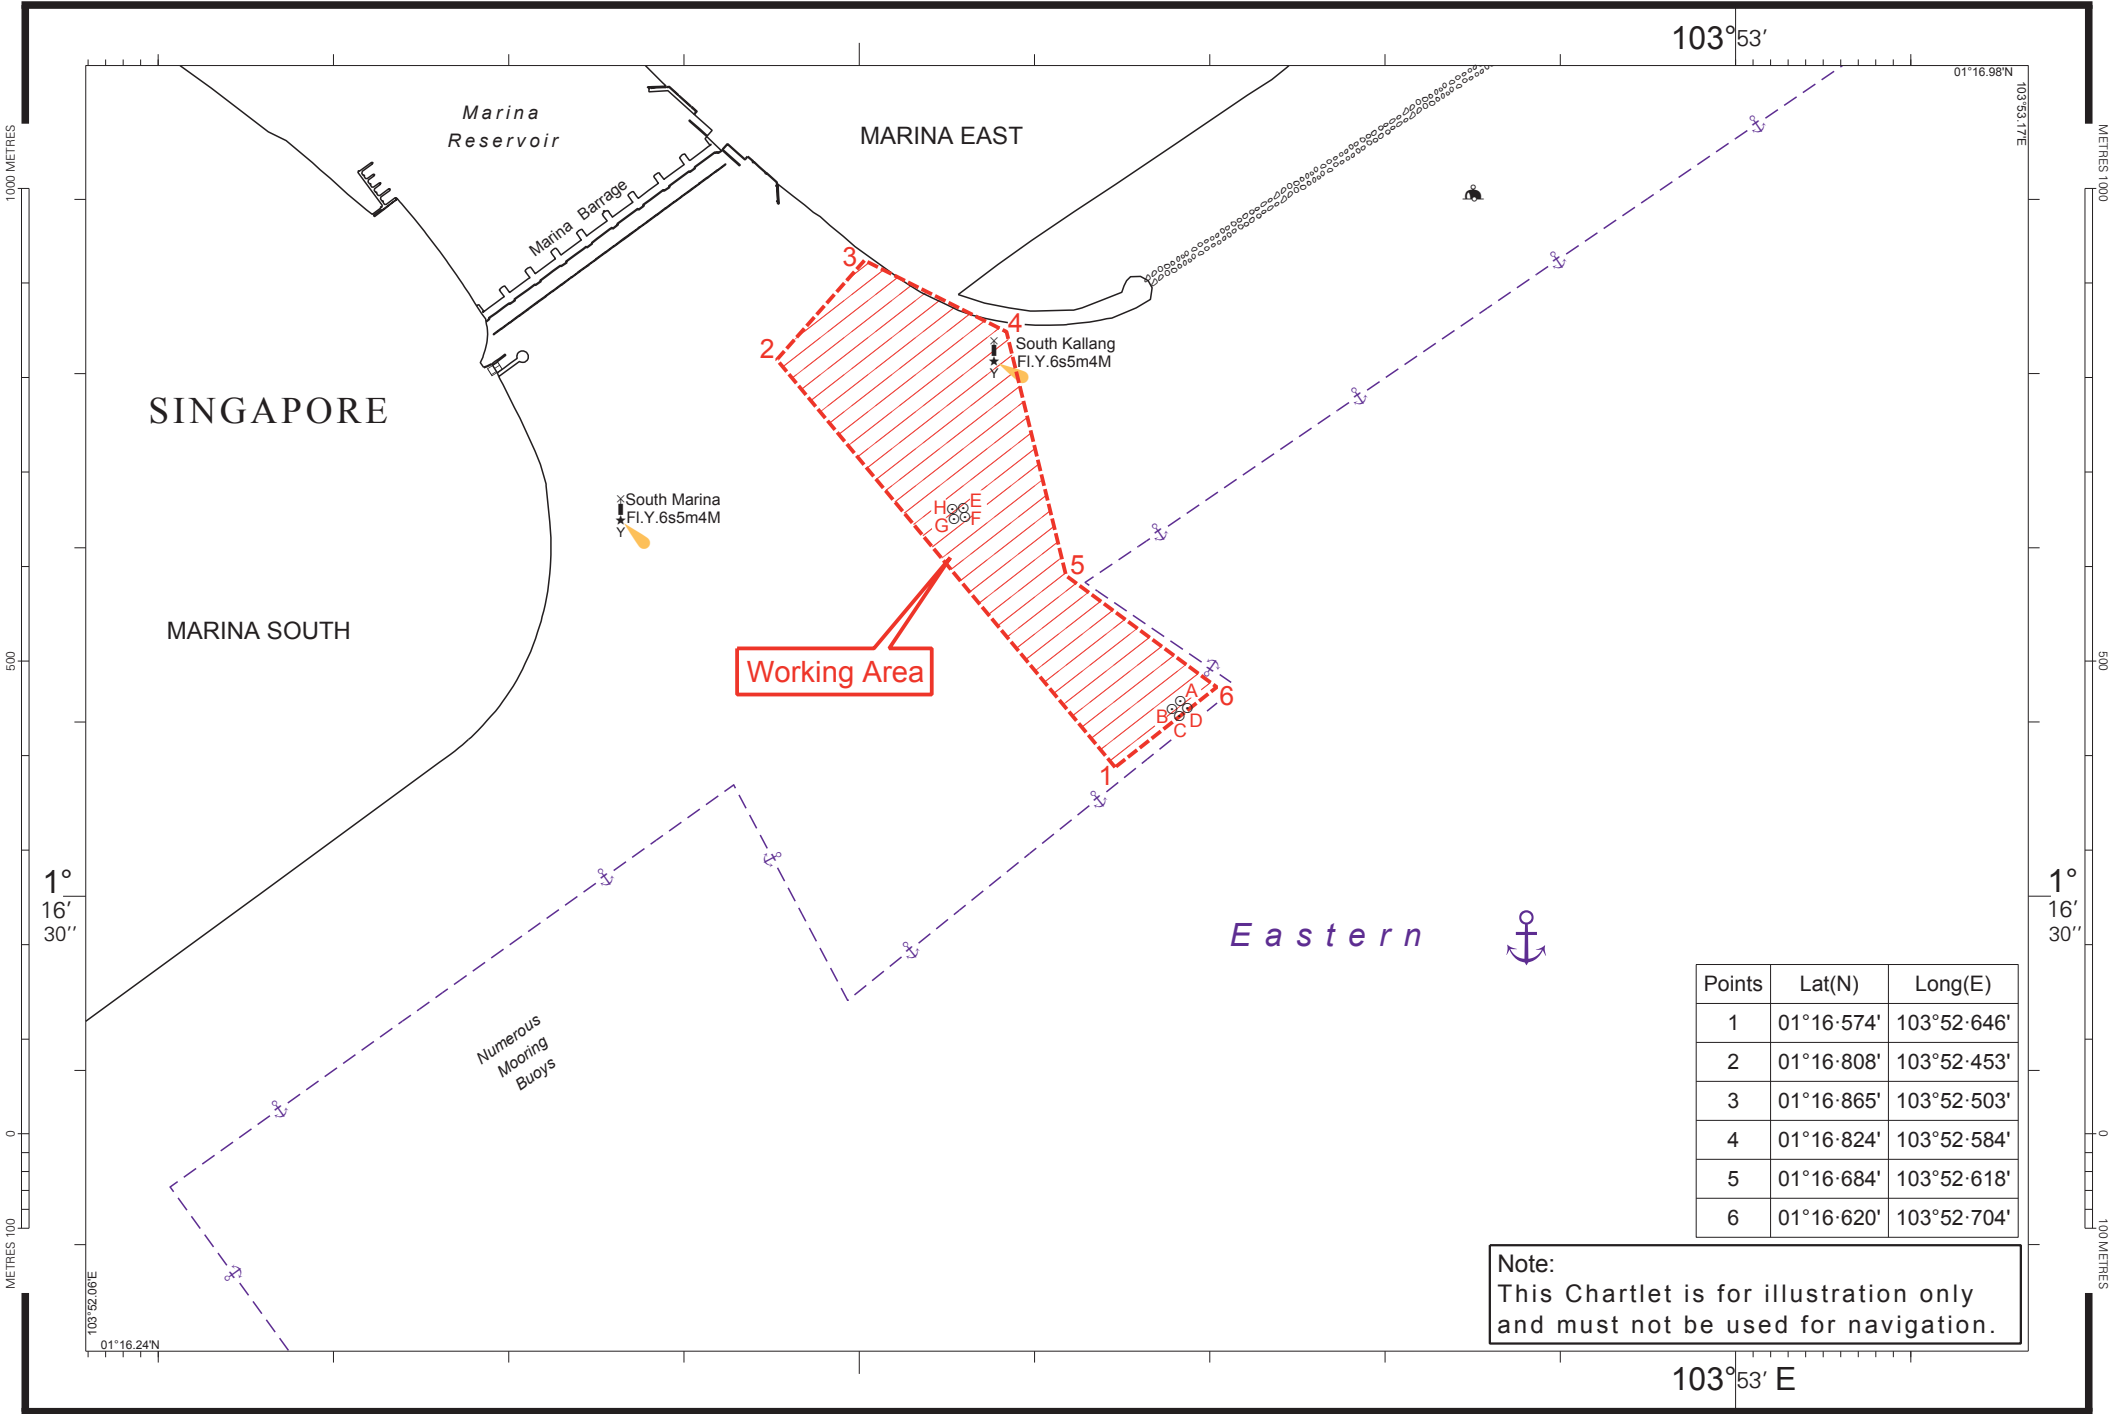 103°53'
01°16.98'N
103°53.17'E
1000 METRES
METRES 1000
Marina
Reservoir
MARINA EAST
Marina Barrage
3
4
2
South Kallang
Fl.Y.6s5m4M
Y
SINGAPORE
South Marina
Fl.Y.6s5m4M
Y
H E
G F
5
MARINA SOUTH
500
500
Working Area
A
6
B D
C
1
1°
16'
30''
1°
16'
30''
Eastern
Numerous
Mooring
Buoys
Points Lat(N) Long(E)
1 01°16·574' 103°52·646'
2 01°16·808' 103°52·453'
3 01°16·865' 103°52·503'
4 01°16·824' 103°52·584'
5 01°16·684' 103°52·618'
6 01°16·620' 103°52·704'
0
0
METRES 100
100 METRES
Note:
This Chartlet is for illustration only
and must not be used for navigation.
103°52.06'E
01°16.24'N
103°53' E